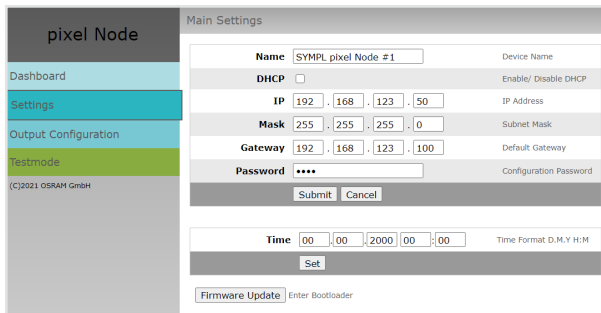 pixel Node
Dashboard
Settings
Output Configuration
Testmode
(C)2021 OSRAM GmbH
Main Settings
Name SYMPL pixel Node #1 Device Name
DHCP Enable/ Disable DHCP
IP 192 . 168 . 123 . 50 IP Address
Mask 255 . 255 . 255 . 0 Subnet Mask
Gateway 192 . 168 . 123 . 100 Default Gateway
Password •••• Configuration Password
Submit Cancel
Time 00 . 00 . 2000 00 : 00 Time Format D.M.Y H:M
Set
Firmware Update Enter Bootloader